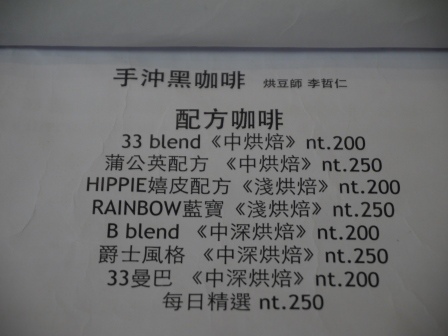 手沖黑咖啡 烘豆師 李哲仁
配方咖啡
33 blend《中烘焙》nt.200
蒲公英配方 《中烘焙》nt.250
HIPPIE嬉皮配方《淺烘焙》nt.200
RAINBOW藍寶《淺烘焙》nt.250
B blend 《中深烘焙》nt.200
爵士風格 《中深烘焙》nt.250
33曼巴 《中深烘焙》nt.200
每日精選 nt.250